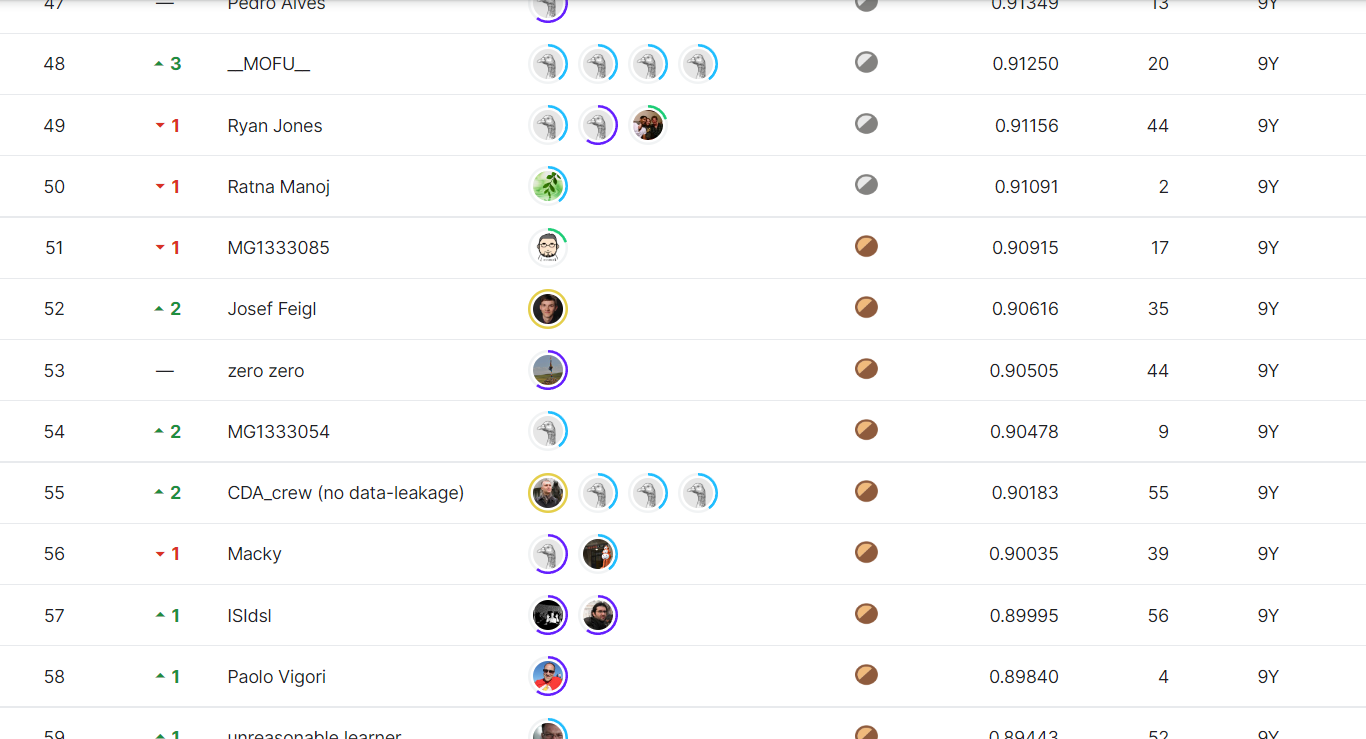 47 — Pedro Alves 0.91349 13 9Y
48 3 __MOFU__ 0.91250 20 9Y
49 1 Ryan Jones 0.91156 44 9Y
50 1 Ratna Manoj 0.91091 2 9Y
51 1 MG1333085 0.90915 17 9Y
52 2 Josef Feigl 0.90616 35 9Y
53 — zero zero 0.90505 44 9Y
54 2 MG1333054 0.90478 9 9Y
55 2 CDA_crew (no data-leakage) 0.90183 55 9Y
56 1 Macky 0.90035 39 9Y
57 1 ISIdsl 0.89995 56 9Y
58 1 Paolo Vigori 0.89840 4 9Y
59 1 unreasonable learner 0.89443 52 9Y